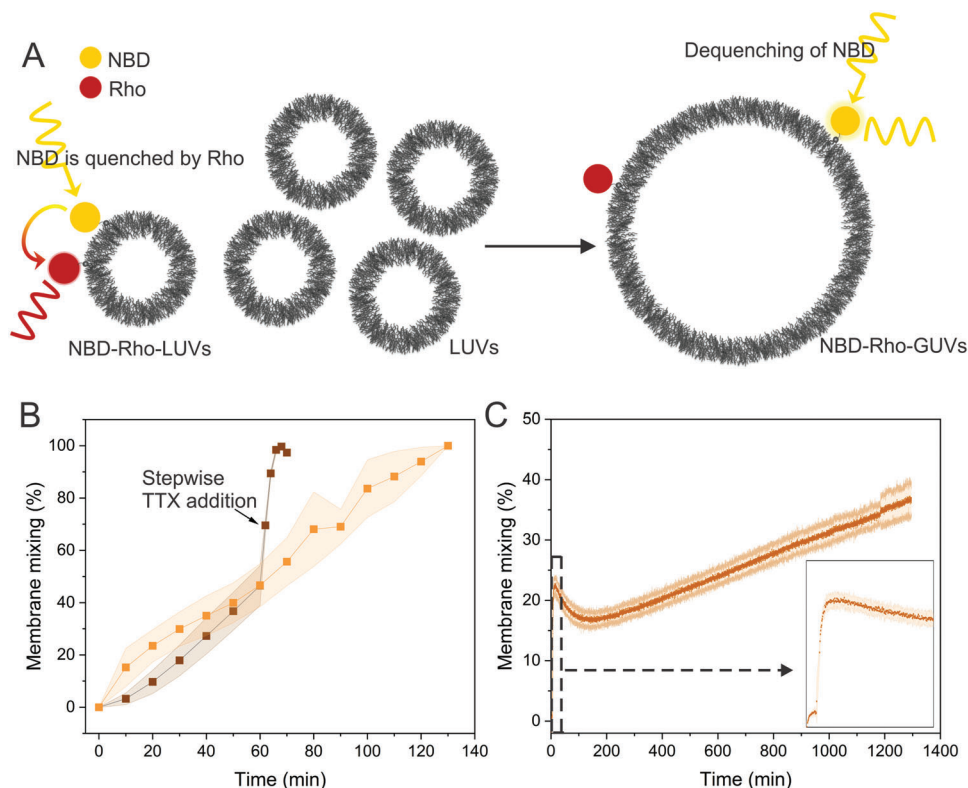 A
NBD
Rho
NBD is quenched by Rho
NBD-Rho-LUVs
LUVs
Dequenching of NBD
NBD-Rho-GUVs
B
Membrane mixing (%)
100
80
60
40
20
0
Stepwise
TTX addition
0 20 40 60 80 100 120 140
Time (min)
C
Membrane mixing (%)
50
40
30
20
15
0
0 200 400 600 800 1000 1200 1400
Time (min)